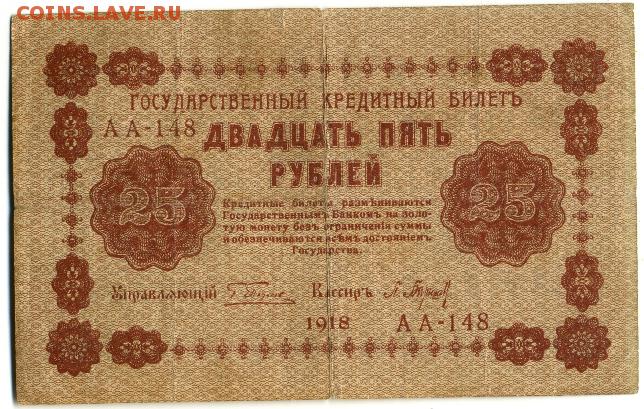 COINS.LAVE.RU
ГОСУДАРСТВЕННЫЙ КРЕДИТНЫЙ БИЛЕТЪ
АА-148
ДВАДЦАТЬ ПЯТЬ
РУБЛЕЙ
25
25
Кредитные билеты размѣниваются
Государственнымъ Банкомъ на золо-
тую монету безъ ограниченія суммы
и обезпечиваются всѣмъ достояніемъ
Государства.
Управляющій
Кассиръ
1918
АА-148